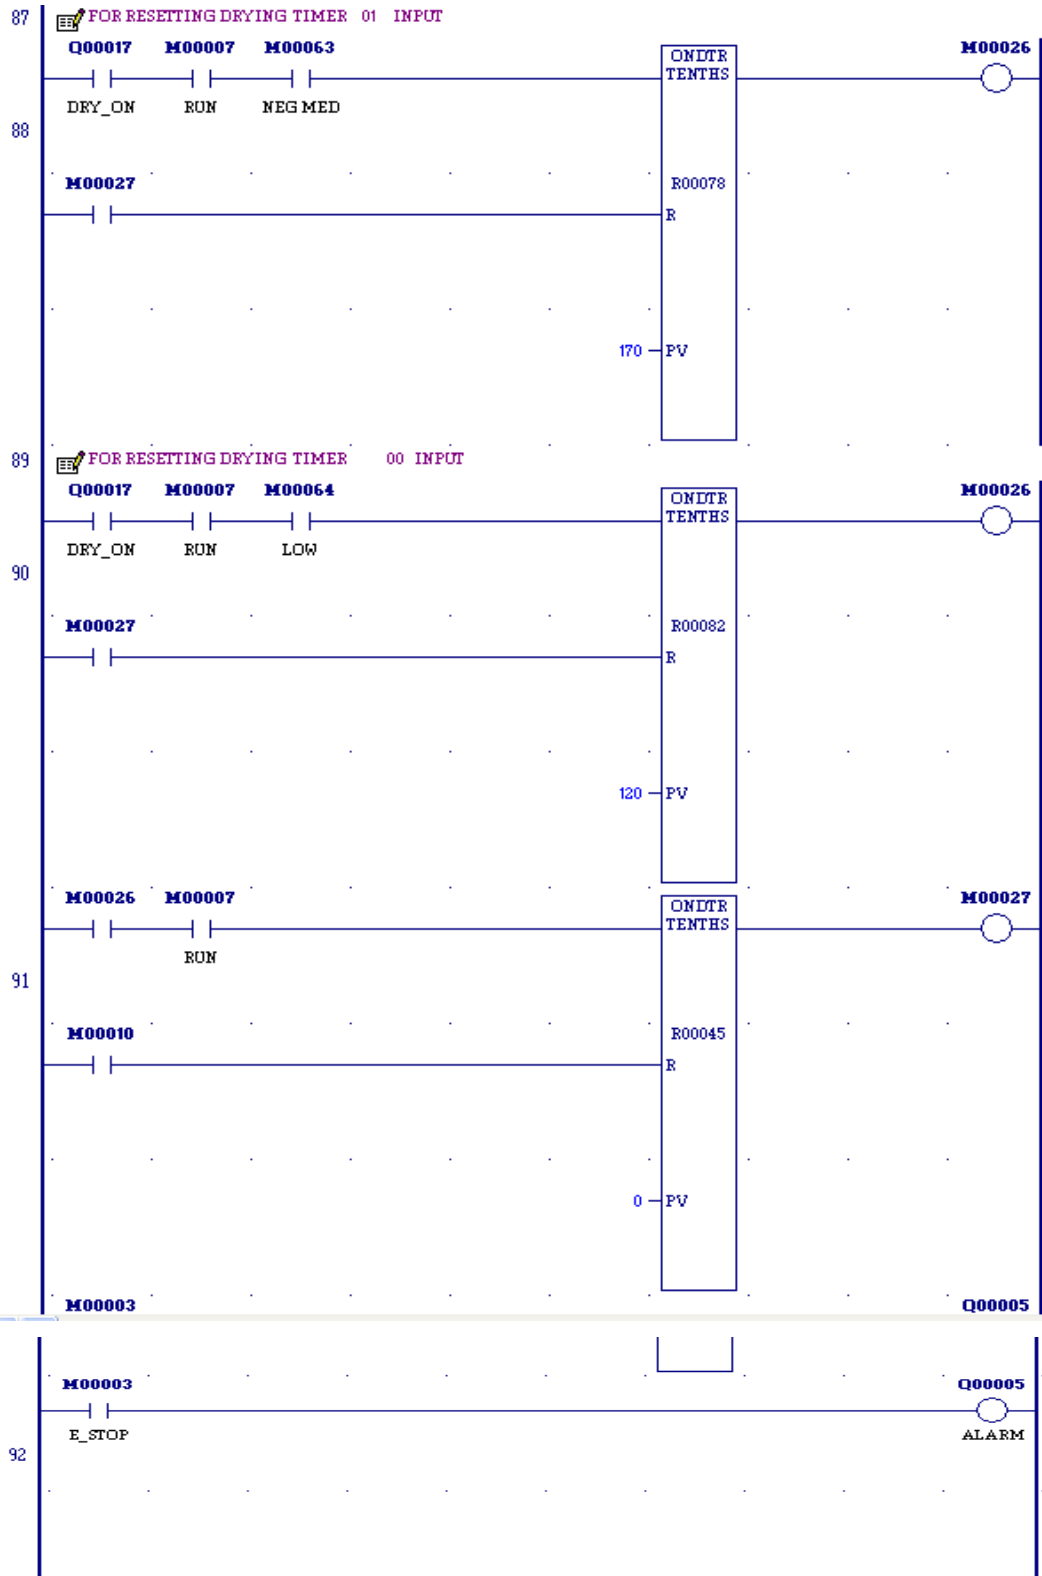 87 FOR RESETTING DRYING TIMER 01 INPUT
Q00017 M00007 M00063 ONDTR M00026
TENTHS
DRY_ON RUN NEG MED
88
M00027 R00078
R
170 PV
89 FOR RESETTING DRYING TIMER 00 INPUT
Q00017 M00007 M00064 ONDTR M00026
TENTHS
DRY_ON RUN LOW
90
M00027 R00082
R
120 PV
M00026 M00007 ONDTR M00027
TENTHS
RUN
91
M00010 R00045
R
0 PV
M00003 Q00005
M00003 Q00005
E_STOP ALARM
92